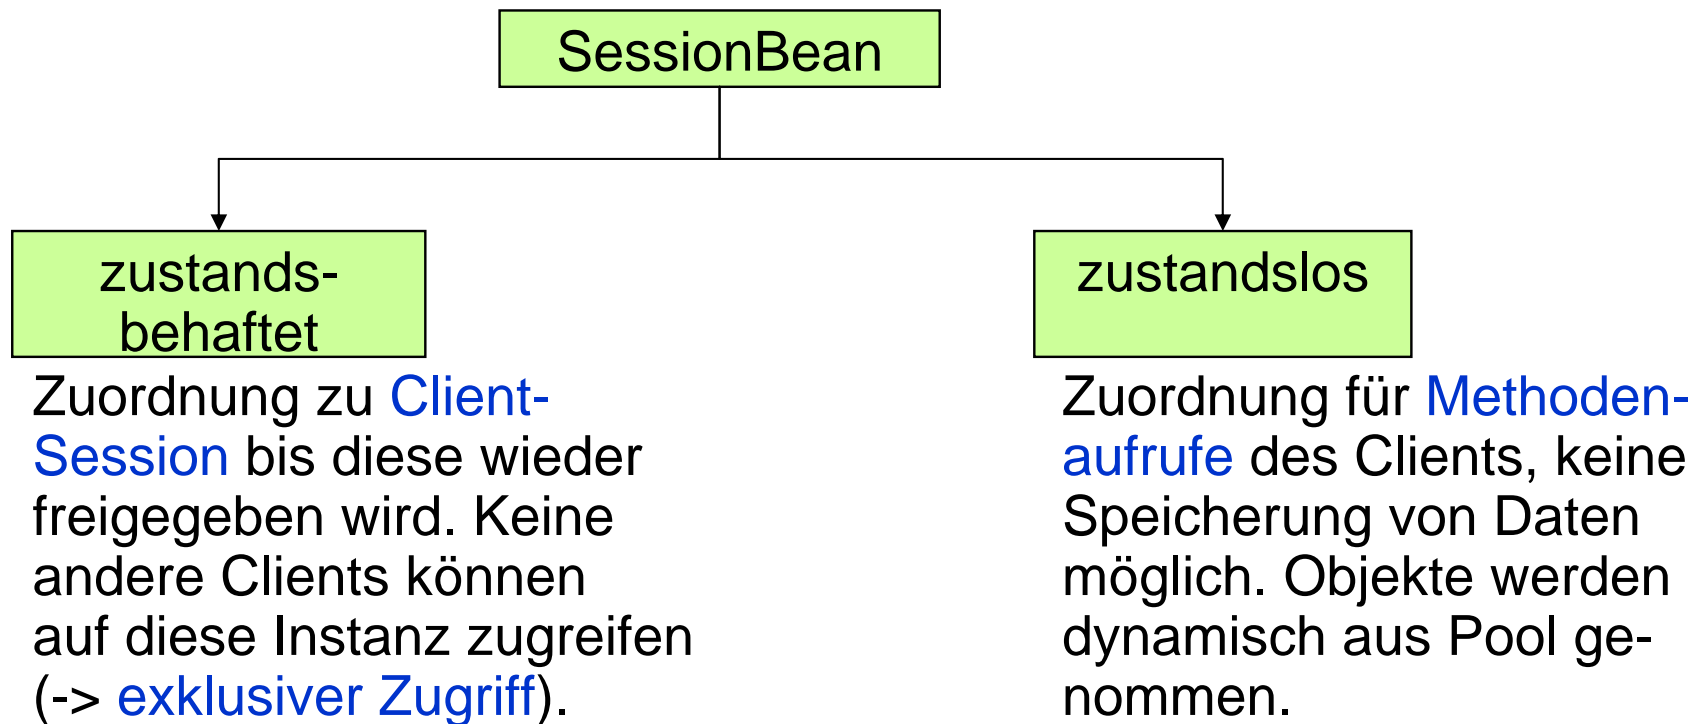 SessionBean
zustands-
behaftet
Zuordnung zu Client-
Session bis diese wieder
freigegeben wird. Keine
andere Clients können
auf diese Instanz zugreifen
(-> exklusiver Zugriff).
zustandslos
Zuordnung für Methoden-
aufrufe des Clients, keine
Speicherung von Daten
möglich. Objekte werden
dynamisch aus Pool ge-
nommen.